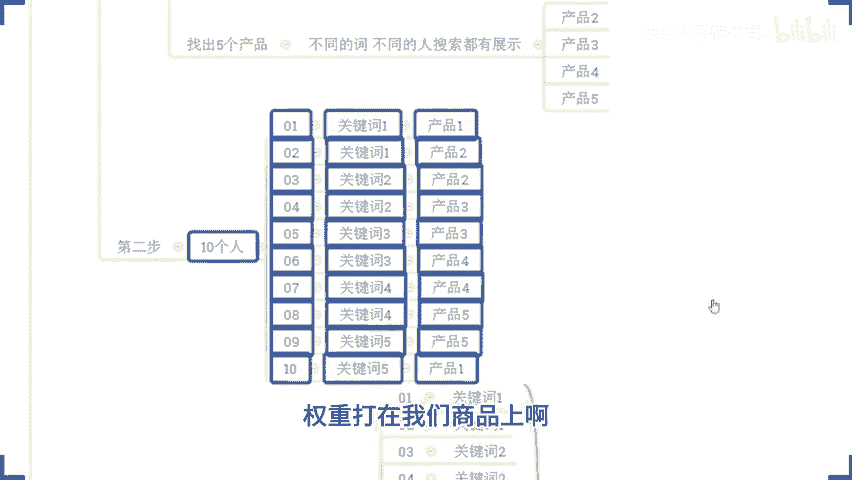 产品2
找出5个产品 不同的词 不同的人搜索都有展示 产品3
bilibili
产品4
产品5
01 关键词1 产品1
02 关键词1 产品2
03 关键词2 产品2
04 关键词2 产品3
05 关键词3 产品3
第二步 10个人
06 关键词3 产品4
07 关键词4 产品4
08 关键词4 产品5
09 关键词5 产品5
10 关键词5 产品1
01 关键词1
权重打在我们商品上啊
03 关键词2
04 关键词2